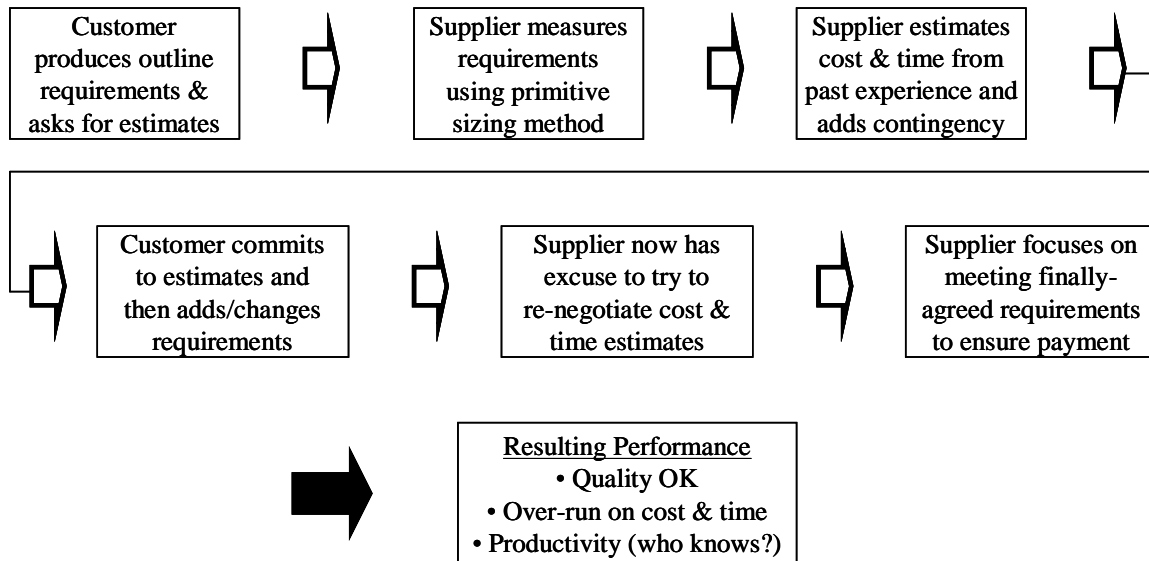 Customer
produces outline
requirements &
asks for estimates
Supplier measures
requirements
using primitive
sizing method
Supplier estimates
cost & time from
past experience and
adds contingency
Customer commits
to estimates and
then adds/changes
requirements
Supplier now has
excuse to try to
re-negotiate cost &
time estimates
Supplier focuses on
meeting finally-
agreed requirements
to ensure payment
Resulting Performance
• Quality OK
• Over-run on cost & time
• Productivity (who knows?)